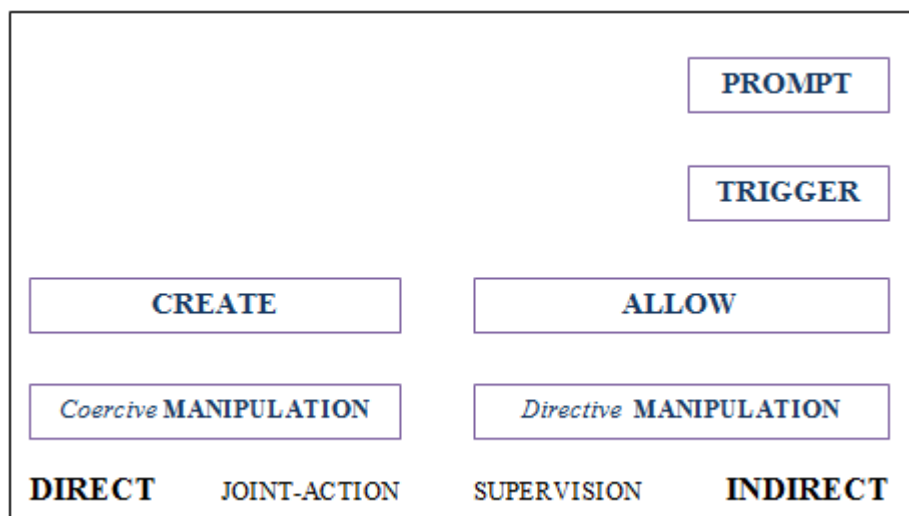 PROMPT
TRIGGER
CREATE ALLOW
Coercive MANIPULATION Directive MANIPULATION
DIRECT JOINT-ACTION SUPERVISION INDIRECT